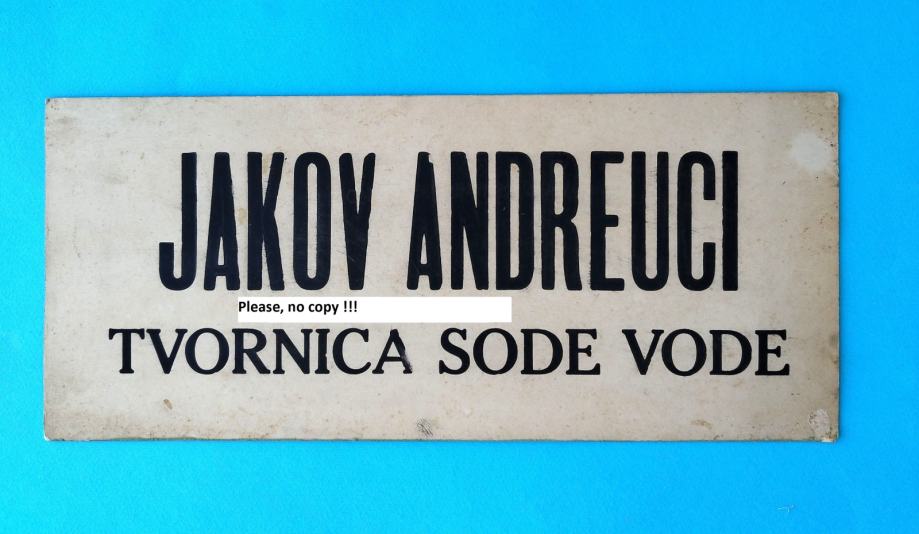 JAKOV ANDREUCI
Please, no copy !!!
TVORNICA SODE VODE